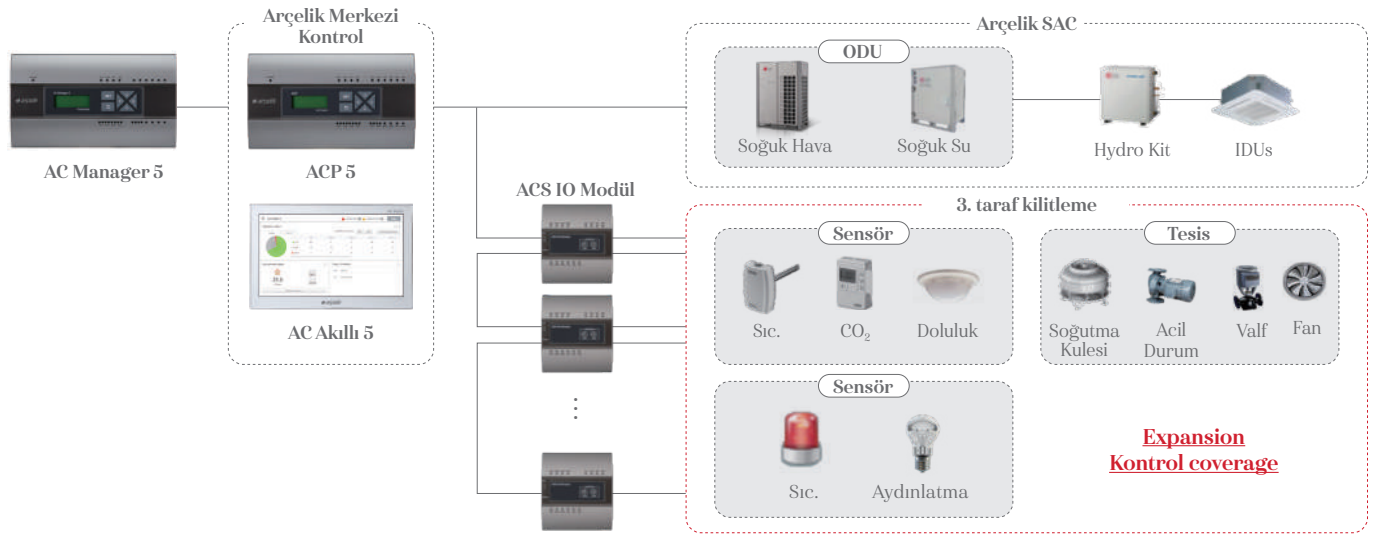 Arçelik Merkezi
Kontrol
AC Manager 5
ACP 5
AC Akıllı 5
ACS IO Modül
Arçelik SAC
ODU
Soğuk Hava
Soğuk Su
Hydro Kit
IDUs
3. taraf kilitleme
Sensör
Sıc.
CO₂
Doluluk
Tesis
Soğutma
Kulesi
Acil
Durum
Valf
Fan
Sensör
Sıc.
Aydınlatma
Expansion
Kontrol coverage